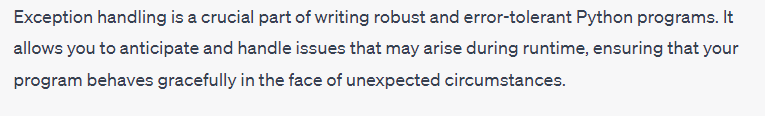 Exception handling is a crucial part of writing robust and error-tolerant Python programs. It
allows you to anticipate and handle issues that may arise during runtime, ensuring that your
program behaves gracefully in the face of unexpected circumstances.